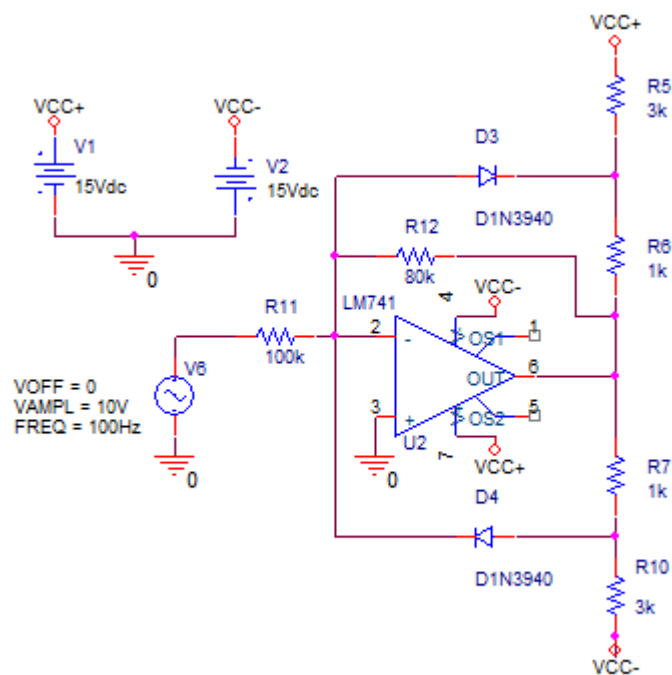 VCC+
R5
3k
VCC+
V1
15Vdc
VCC-
V2
15Vdc
0
D3
D1N3940
R12
80k
R6
1k
R11
100k
LM741
4
VCC-
2
-
OS1
1
OUT
6
3
+
OS2
5
U2
7
VCC+
0
V6
VOFF = 0
VAMPL = 10V
FREQ = 100Hz
0
R7
1k
D4
D1N3940
R10
3k
VCC-